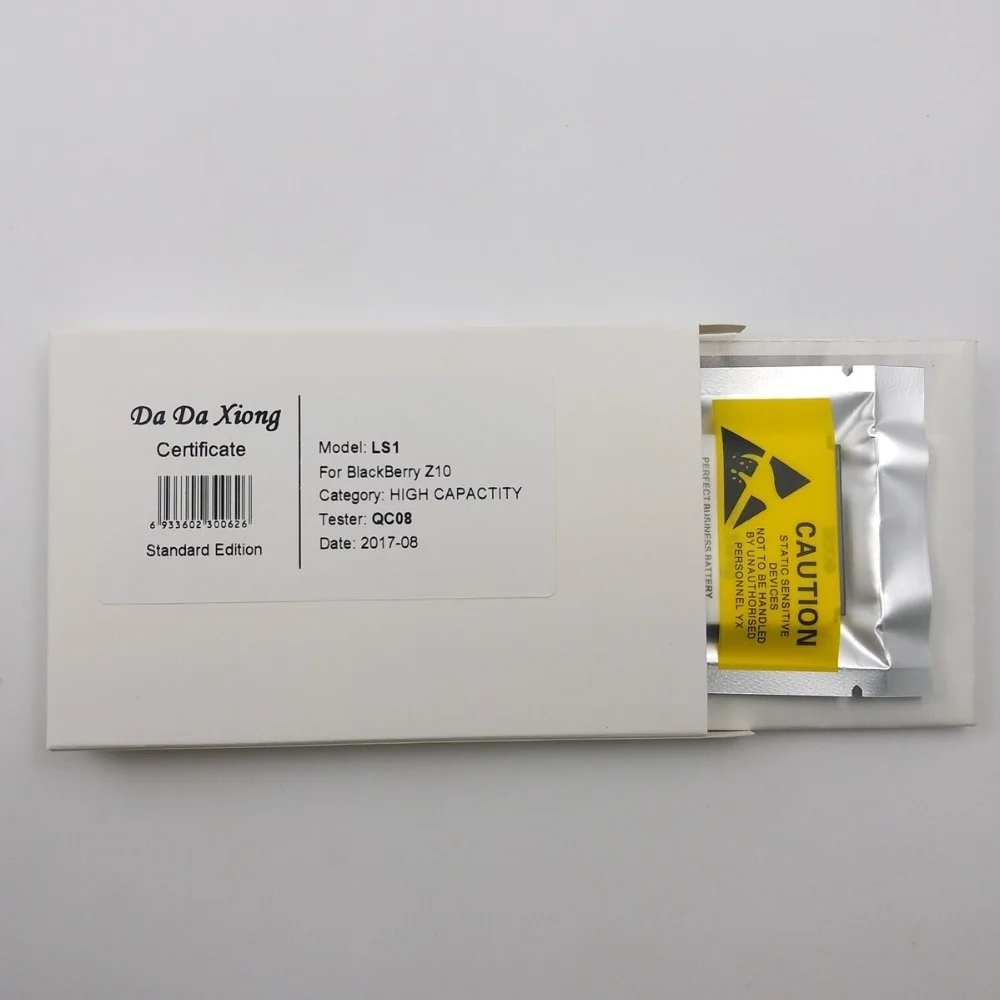 Da Da Xiong
Certificate
6 933602 300626
Standard Edition
Model: LS1
For BlackBerry Z10
Category: HIGH CAPACTITY
Tester: QC08
Date: 2017-08
CAUTION
STATIC SENSITIVE
DEVICES
NOT TO BE HANDLED
BY UNAUTHORISED
PERSONNEL YX
PERFECT BUSINESS BATTERY